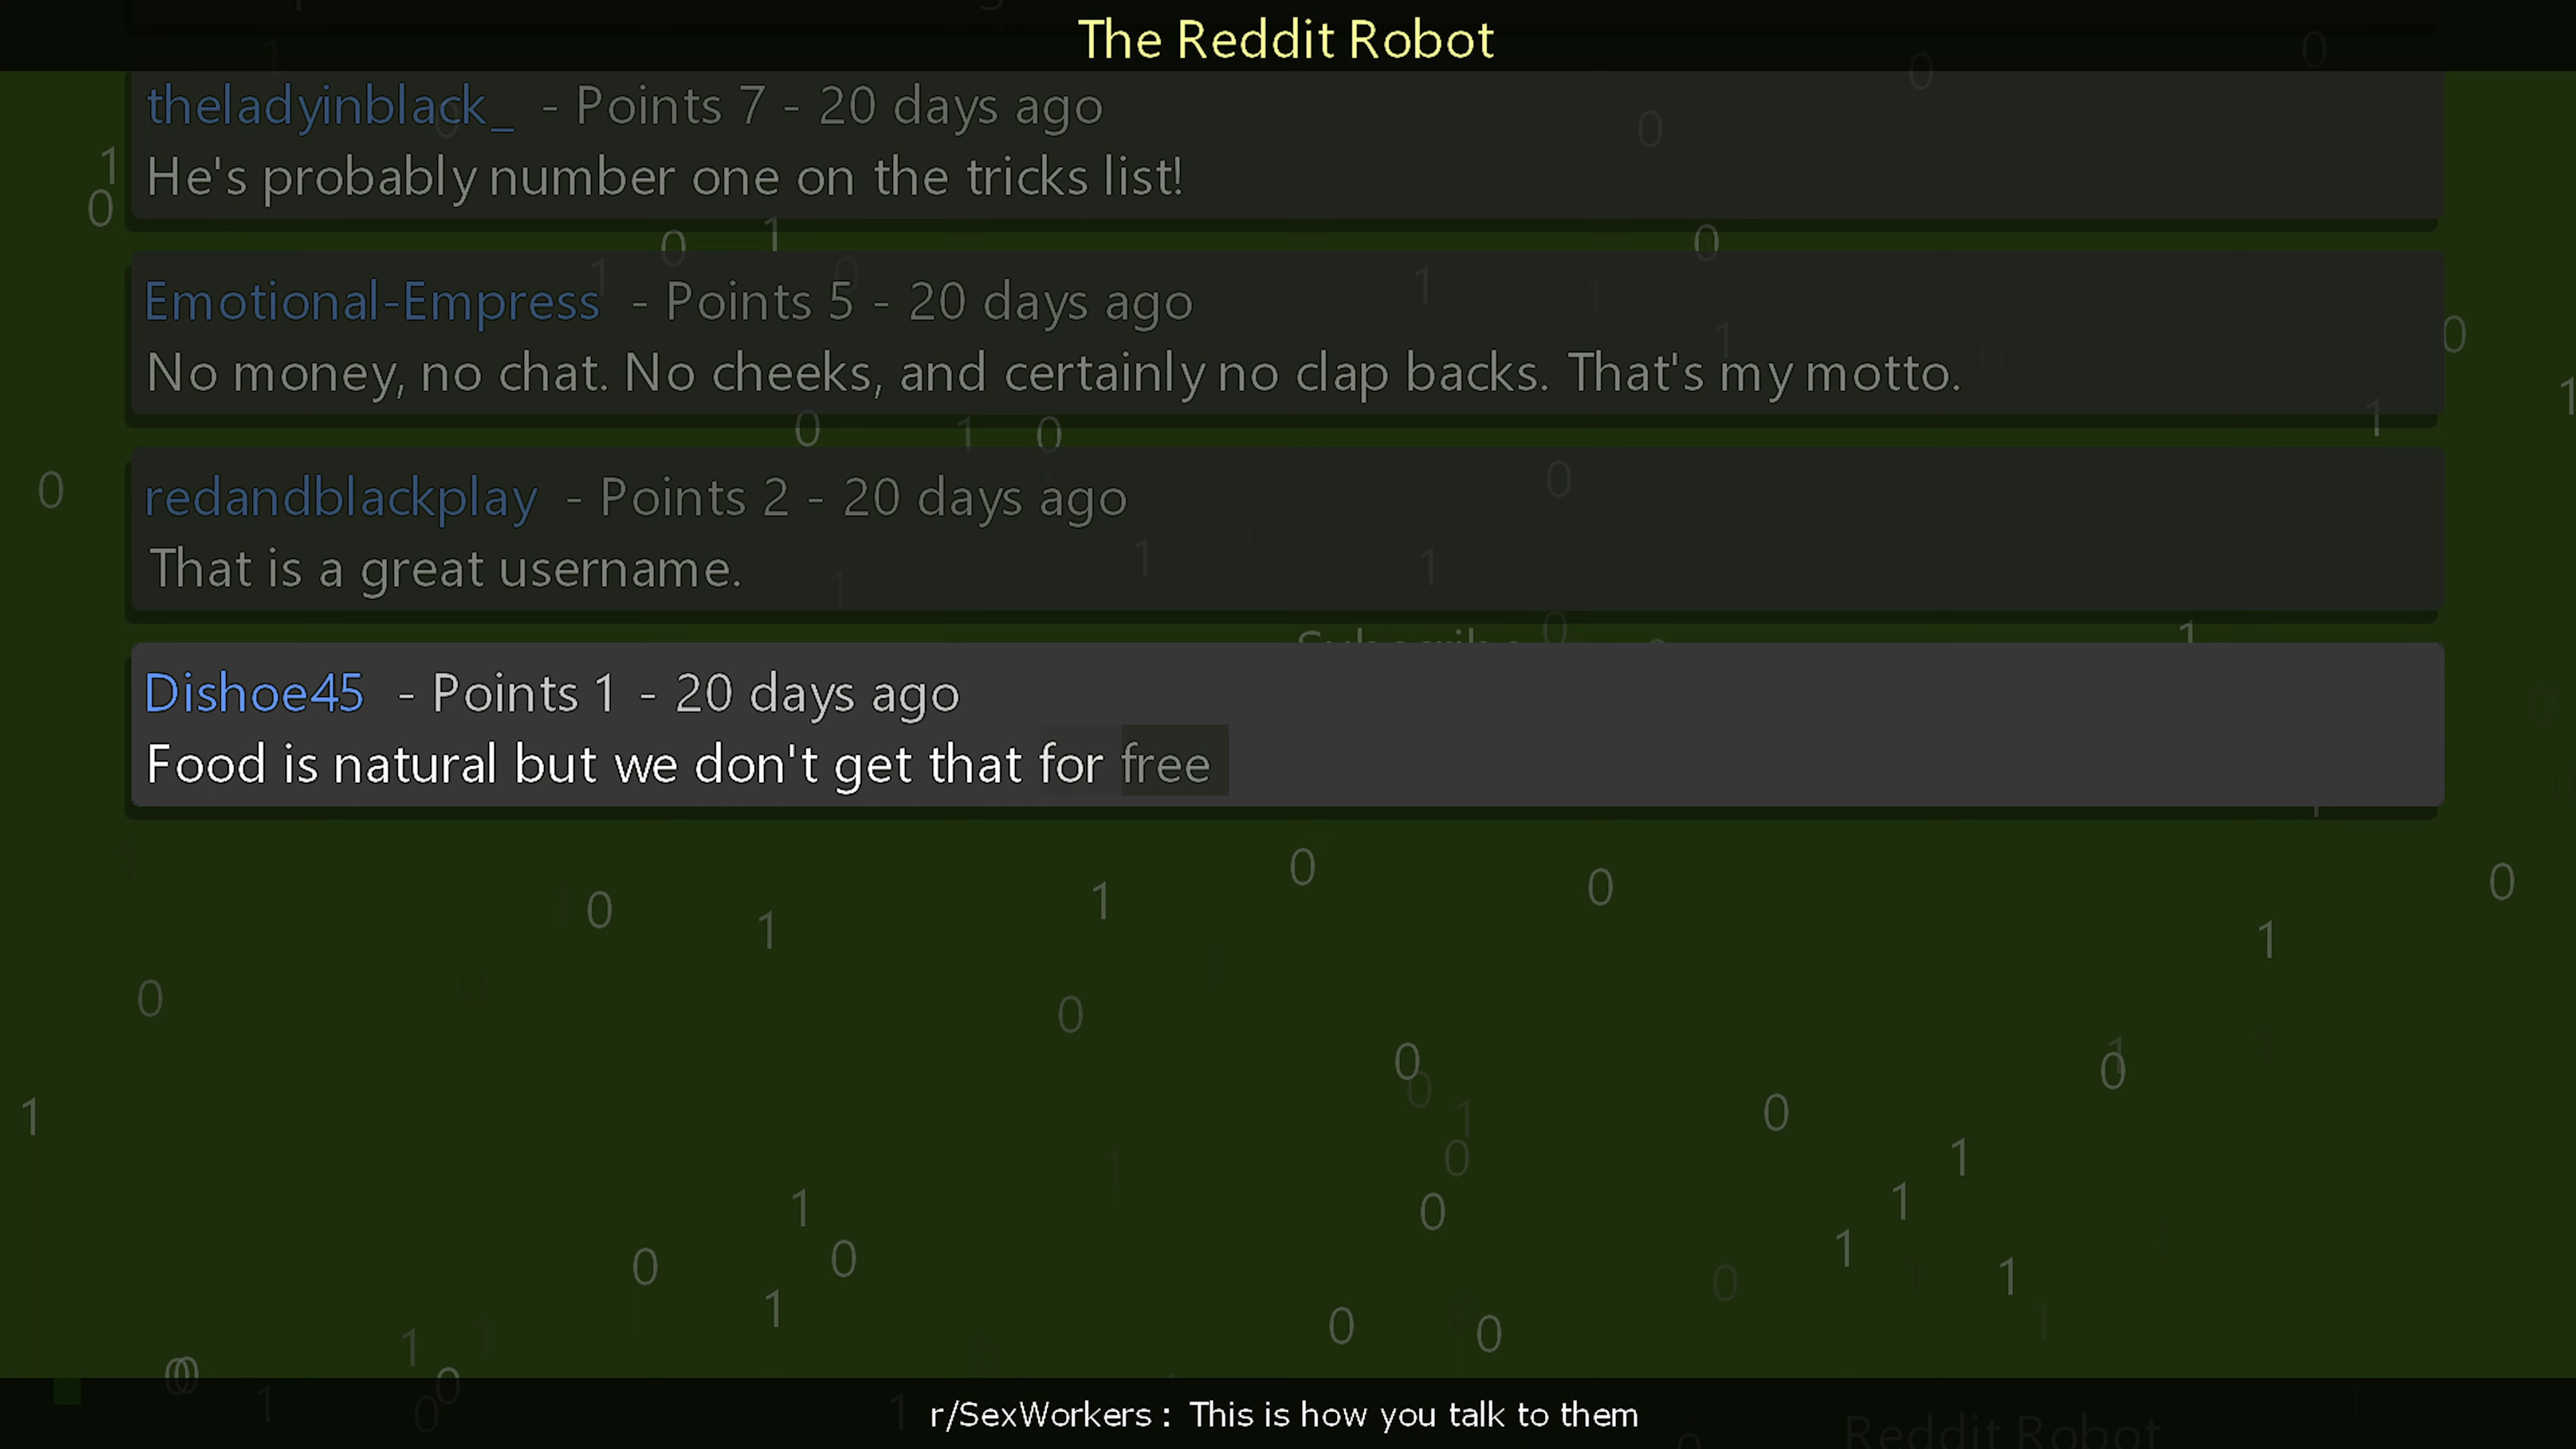 The Reddit Robot
theladyinblack_ - Points 7 - 20 days ago
He's probably number one on the tricks list!
Emotional-Empress - Points 5 - 20 days ago
No money, no chat. No cheeks, and certainly no clap backs. That's my motto.
redandblackplay - Points 2 - 20 days ago
That is a great username.
Dishoe45 - Points 1 - 20 days ago
Food is natural but we don't get that for free
r/SexWorkers : This is how you talk to them
Reddit Robot